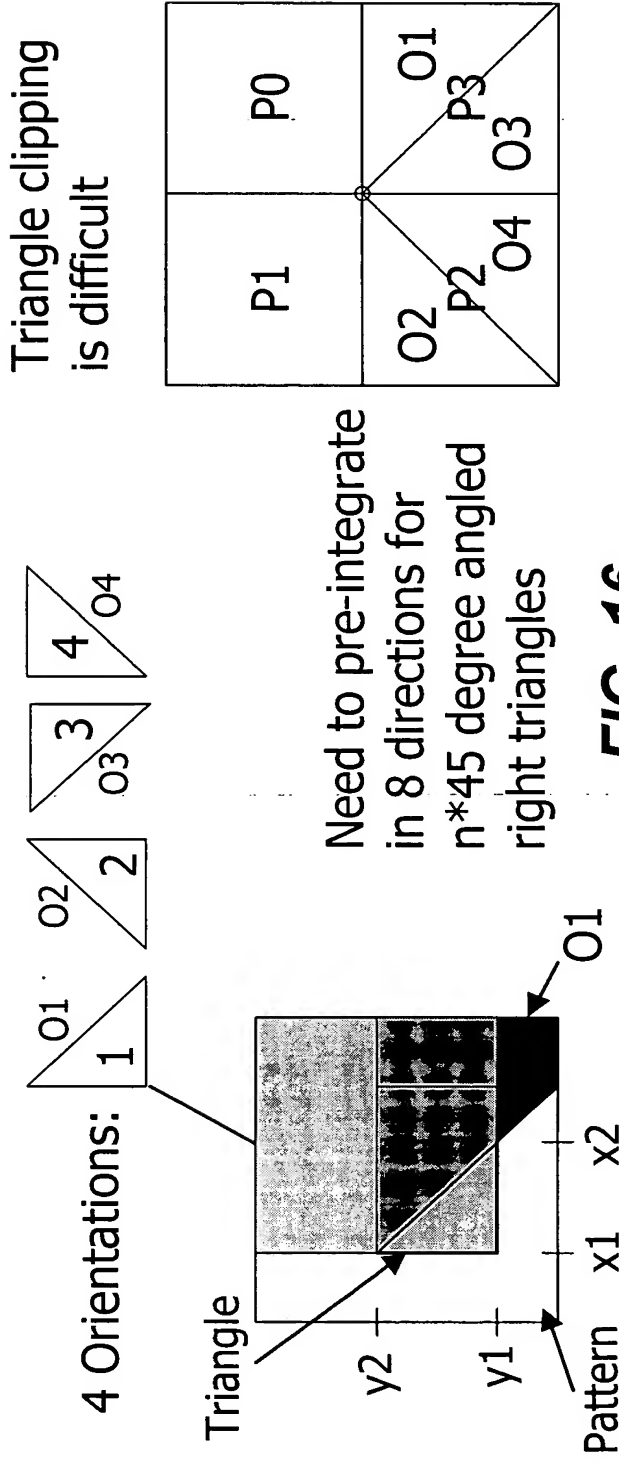 4 Orientations:
O1
1
O2
2
3
O3
4
O4
Triangle clipping
is difficult
P1
P0
O2
P2
O4
O1
P3
O3
Need to pre-integrate
in 8 directions for
n*45 degree angled
right triangles
Triangle
y2
y1
x1
x2
Pattern
O1